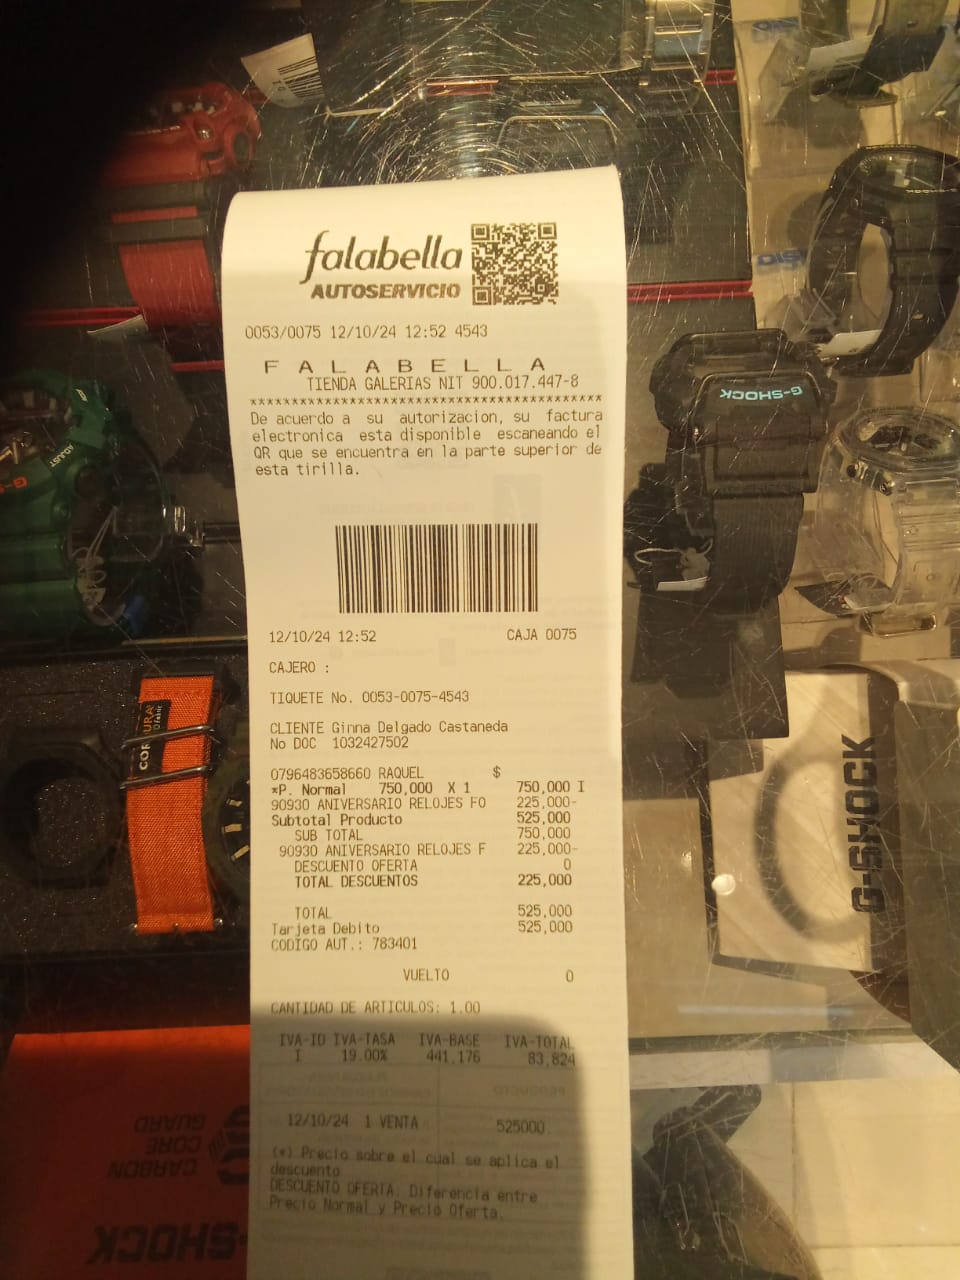 falabella
AUTOSERVICIO
0053/0075 12/10/24 12:52 4543
F A L A B E L L A
TIENDA GALERIAS NIT 900.017.447-8
De acuerdo a su autorizacion, su factura
electronica esta disponible escaneando el
QR que se encuentra en la parte superior de
esta tirilla.
12/10/24 12:52 CAJA 0075
CAJERO :
TIQUETE No. 0053-0075-4543
CLIENTE Ginna Delgado Castaneda
No DOC 1032427502
0796483658660 RAQUEL $
*P. Normal 750,000 X 1 750,000 I
90930 ANIVERSARIO RELOJES FO 225,000-
Subtotal Producto 525,000
SUB TOTAL 750,000
90930 ANIVERSARIO RELOJES F 225,000-
DESCUENTO OFERTA 0
TOTAL DESCUENTOS 225,000
TOTAL 525,000
Tarjeta Debito 525,000
CODIGO AUT.: 783401
VUELTO 0
CANTIDAD DE ARTICULOS: 1.00
IVA-ID IVA-TASA IVA-BASE IVA-TOTAL
I 19.00% 441,176 83,824
12/10/24 1 VENTA 525000
(*) Precio sobre el cual se aplica el
descuento
DESCUENTO OFERTA: Diferencia entre
Precio Normal y Precio Oferta.
G-SHOCK
G-SHOCK
ADJUST
CORDURA
CARBON
CORE
GUARD
G-SHOCK